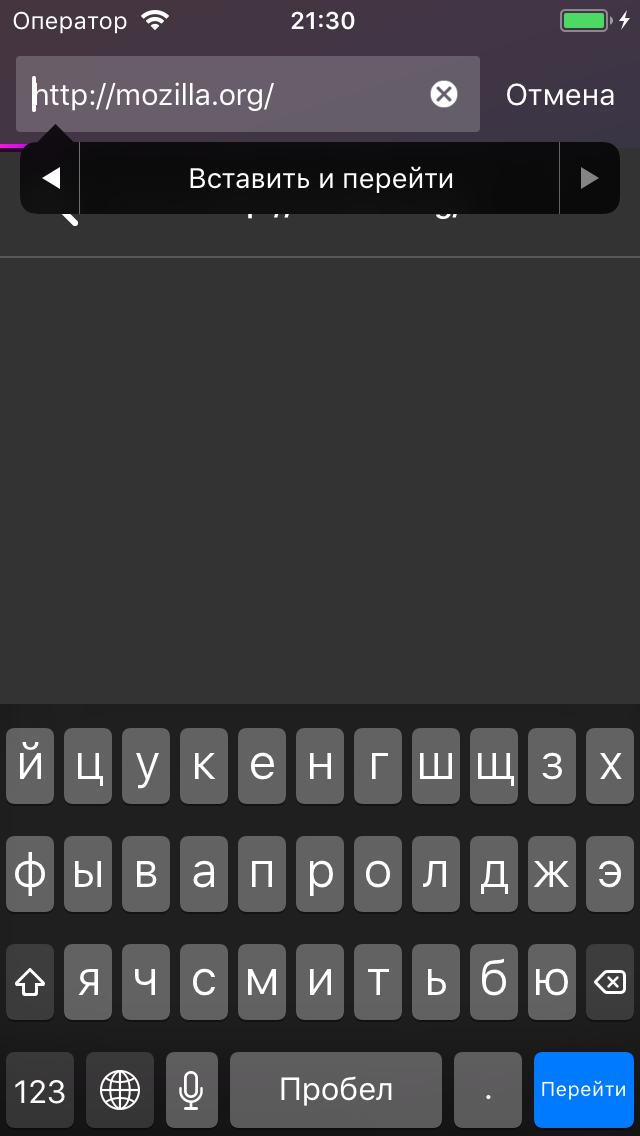 Оператор 21:30
http://mozilla.org/ Отмена
Вставить и перейти
й ц у к е н г ш щ з х
ф ы в а п р о л д ж э
я ч с м и т ь б ю
123 Пробел . Перейти